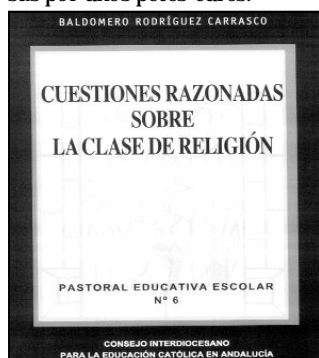 BALDOMERO RODRÍGUEZ CARRASCO
CUESTIONES RAZONADAS
SOBRE
LA CLASE DE RELIGIÓN
PASTORAL EDUCATIVA ESCOLAR
Nº 6
CONSEJO INTERDIOCESANO
PARA LA EDUCACIÓN CATÓLICA EN ANDALUCÍA